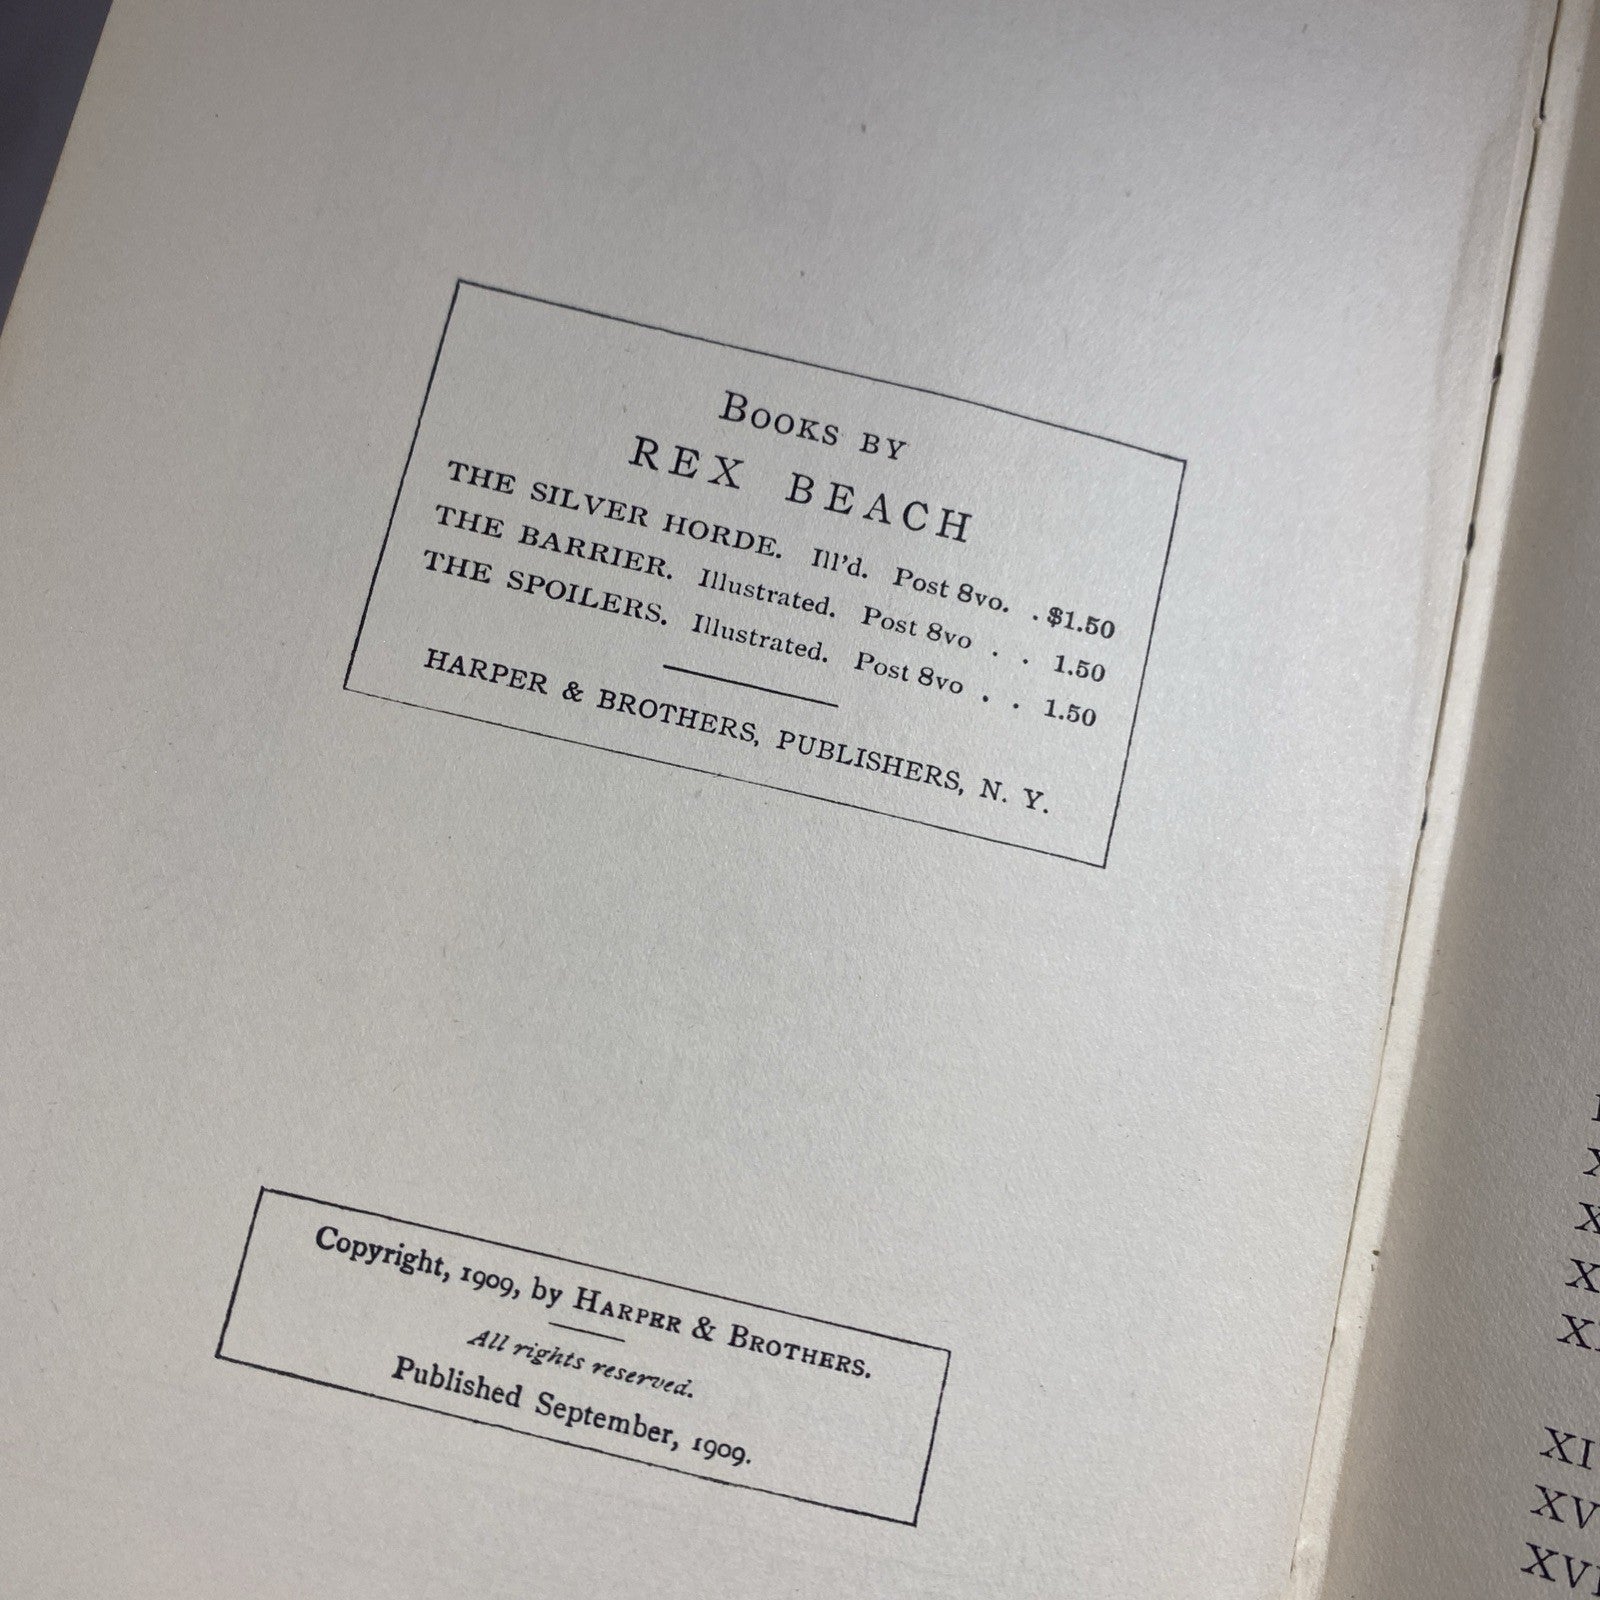 Books by
REX BEACH
THE SILVER HORDE. Ill'd. Post 8vo. . $1.50
THE BARRIER. Illustrated. Post 8vo . . 1.50
THE SPOILERS. Illustrated. Post 8vo . . 1.50
HARPER & BROTHERS, PUBLISHERS, N. Y.
Copyright, 1909, by HARPER & BROTHERS.
All rights reserved.
Published September, 1909.